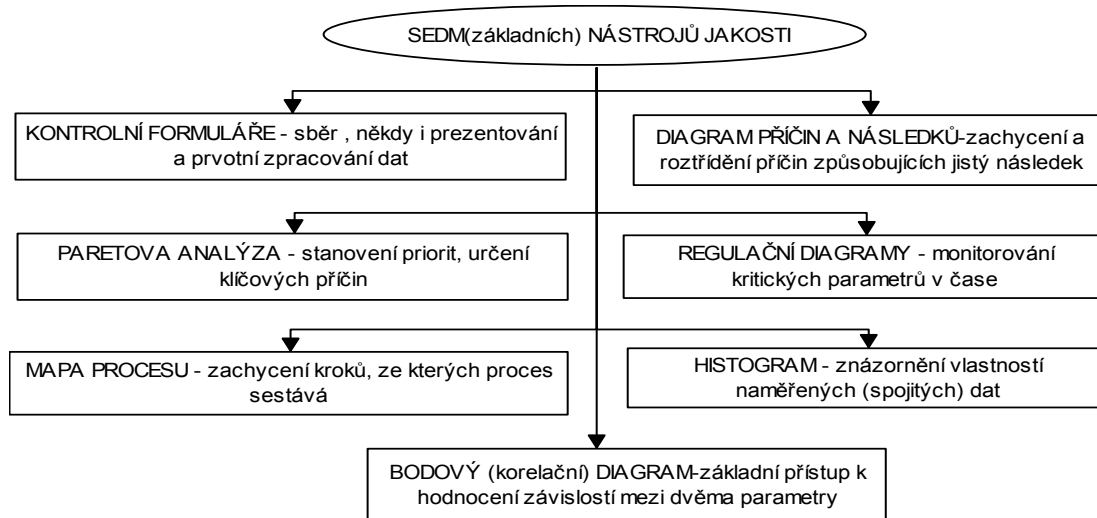 SEDM(základních) NÁSTROJŮ JAKOSTI
KONTROLNÍ FORMULÁŘE - sběr , někdy i prezentování
a prvotní zpracování dat
DIAGRAM PŘÍČIN A NÁSLEDKŮ-zachycení a
roztřídění příčin způsobujících jistý následek
PARETOVA ANALÝZA - stanovení priorit, určení
klíčových příčin
REGULAČNÍ DIAGRAMY - monitorování
kritických parametrů v čase
MAPA PROCESU - zachycení kroků, ze kterých proces
sestává
HISTOGRAM - znázornění vlastností
naměřených (spojitých) dat
BODOVÝ (korelační) DIAGRAM-základní přístup k
hodnocení závislostí mezi dvěma parametry